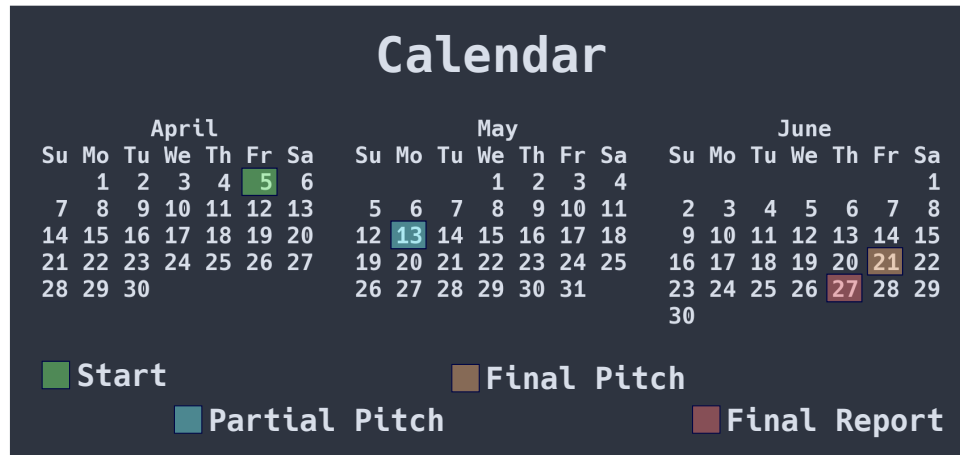 Calendar
April May June
Su Mo Tu We Th Fr Sa Su Mo Tu We Th Fr Sa Su Mo Tu We Th Fr Sa
1 2 3 4 5 6 1 2 3 4 1
7 8 9 10 11 12 13 5 6 7 8 9 10 11 2 3 4 5 6 7 8
14 15 16 17 18 19 20 12 13 14 15 16 17 18 9 10 11 12 13 14 15
21 22 23 24 25 26 27 19 20 21 22 23 24 25 16 17 18 19 20 21 22
28 29 30 26 27 28 29 30 31 23 24 25 26 27 28 29
30
Start Final Pitch
Partial Pitch Final Report